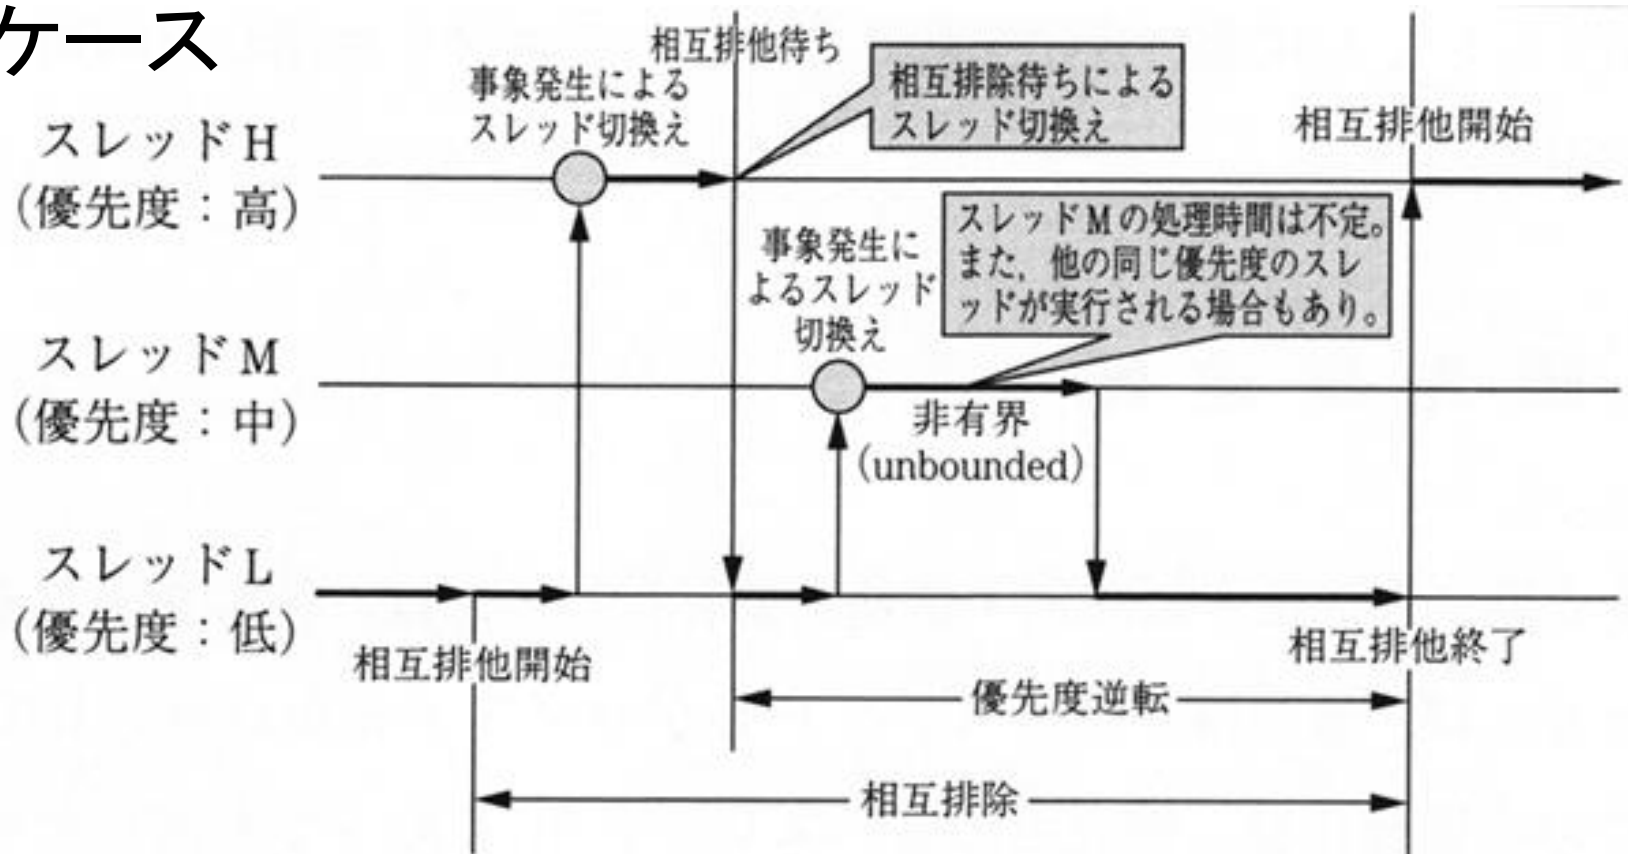 ケース
相互排他待ち
事象発生による
スレッド切換え
相互排除待ちによる
スレッド切換え
相互排他開始
スレッドH
(優先度：高)
スレッドMの処理時間は不定。
また，他の同じ優先度のスレ
ッドが実行される場合もあり。
事象発生に
よるスレッド
切換え
スレッドM
(優先度：中)
非有界
(unbounded)
スレッドL
(優先度：低)
相互排他開始
相互排他終了
優先度逆転
相互排除